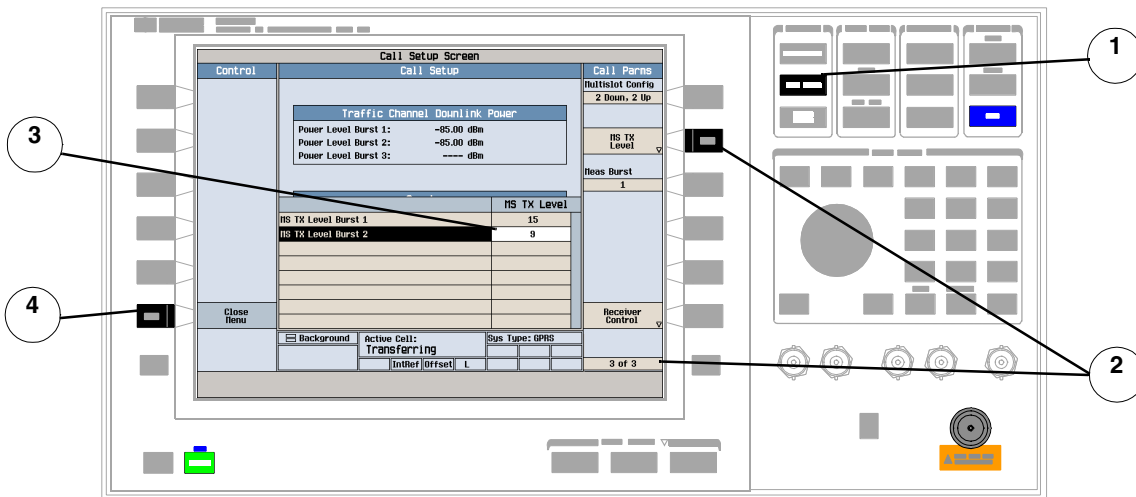 Call Setup Screen
Control
Call Setup
Call Parms
Traffic Channel Downlink Power
Power Level Burst 1: -85.00 dBm
Power Level Burst 2: -85.00 dBm
Power Level Burst 3: ---- dBm
MS TX Level
MS TX Level Burst 1 15
MS TX Level Burst 2 9
Multislot Config
2 Down, 2 Up
MS TX
Level
Meas Burst
1
Receiver
Control
3 of 3
Close
Menu
Background
Active Cell:
Transferring
Sys Type: GPRS
IntRef Offset L
1
2
3
4